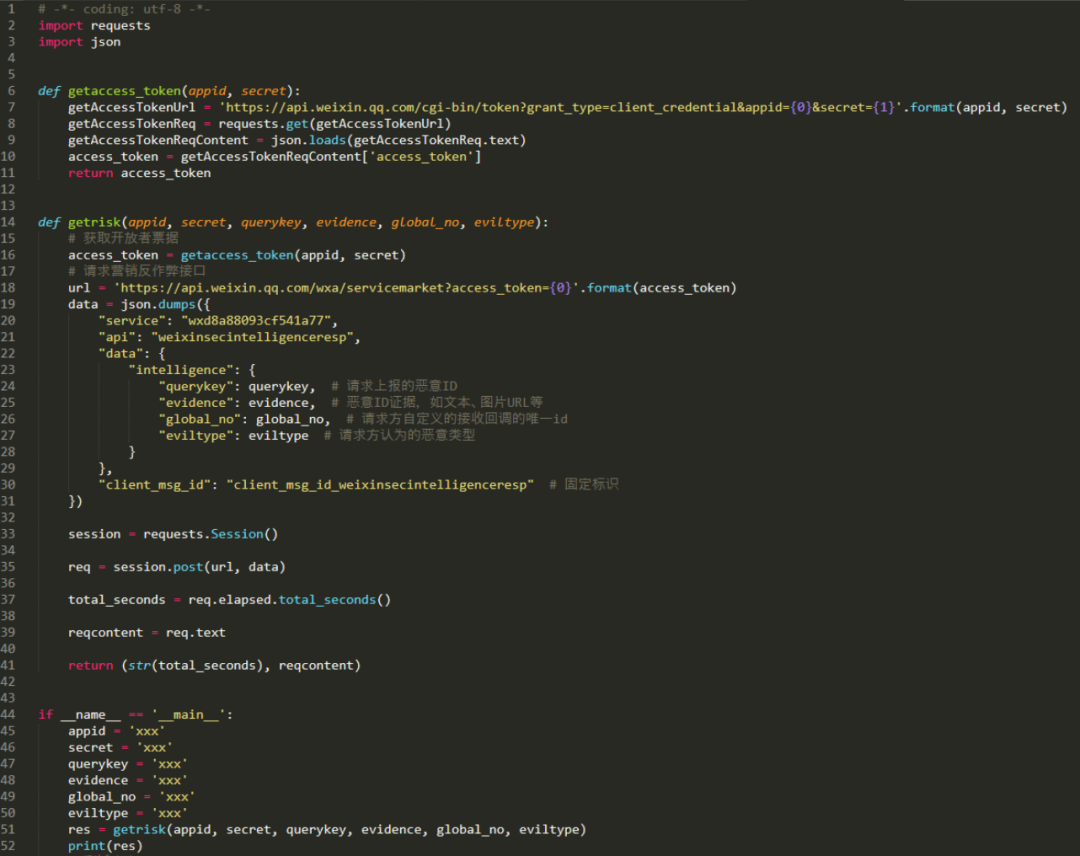 1 # -*- coding: utf-8 -*-
2 import requests
3 import json
4
5
6 def getaccess_token(appid, secret):
7     getAccessTokenUrl = 'https://api.weixin.qq.com/cgi-bin/token?grant_type=client_credential&appid={0}&secret={1}'.format(appid, secret)
8     getAccessTokenReq = requests.get(getAccessTokenUrl)
9     getAccessTokenReqContent = json.loads(getAccessTokenReq.text)
10     access_token = getAccessTokenReqContent['access_token']
11     return access_token
12
13
14 def getrisk(appid, secret, querykey, evidence, global_no, eviltype):
15     # 获取开放者票据
16     access_token = getaccess_token(appid, secret)
17     # 请求营销反作弊接口
18     url = 'https://api.weixin.qq.com/wxa/servicemarket?access_token={0}'.format(access_token)
19     data = json.dumps({
20         "service": "wxd8a88093cf541a77",
21         "api": "weixinsecintelligenceresp",
22         "data": {
23             "intelligence": {
24                 "querykey": querykey,  # 请求上报的恶意ID
25                 "evidence": evidence,  # 恶意ID证据, 如文本、图片URL等
26                 "global_no": global_no,  # 请求方自定义的接收回调的唯一id
27                 "eviltype": eviltype  # 请求方认为的恶意类型
28             }
29         },
30         "client_msg_id": "client_msg_id_weixinsecintelligenceresp"  # 固定标识
31     })
32
33     session = requests.Session()
34
35     req = session.post(url, data)
36
37     total_seconds = req.elapsed.total_seconds()
38
39     reqcontent = req.text
40
41     return (str(total_seconds), reqcontent)
42
43
44 if __name__ == '__main__':
45     appid = 'xxx'
46     secret = 'xxx'
47     querykey = 'xxx'
48     evidence = 'xxx'
49     global_no = 'xxx'
50     eviltype = 'xxx'
51     res = getrisk(appid, secret, querykey, evidence, global_no, eviltype)
52     print(res)